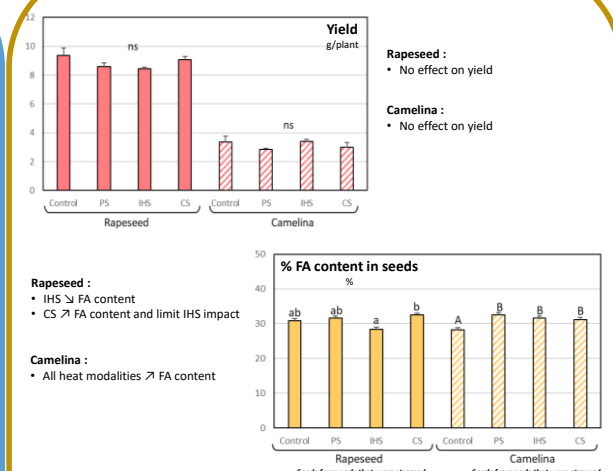 Yield
g/plant
12
10
8
6
4
2
0
ns
ns
Control PS IHS CS Control PS IHS CS
Rapeseed Camelina
Rapeseed :
• No effect on yield
Camelina :
• No effect on yield
Rapeseed :
• IHS ↘ FA content
• CS ↗ FA content and limit IHS impact
Camelina :
• All heat modalities ↗ FA content
% FA content in seeds
%
50
40
30
20
10
0
ab ab a b A B B B
Control PS IHS CS Control PS IHS CS
Rapeseed Camelina